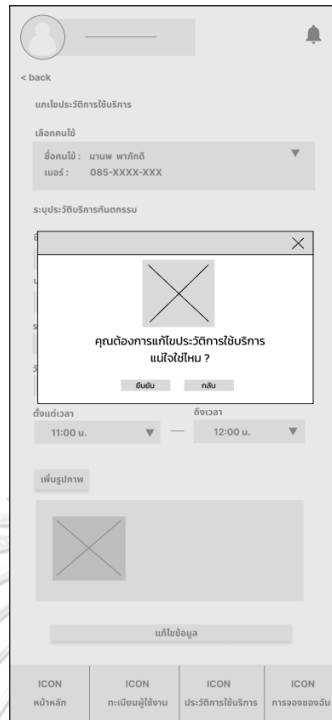 < back
แกไขประวัติการใช้บริการ
เลือกคนไข้
ชื่อคนไข้ : มานพ พาภักดี
เบอร์ : 085-XXXX-XXX
ระบุประวัติบริการทันตกรรม
คุณต้องการแก้ไขประวัติการใช้บริการ
แน่ใจใช่ไหม ?
ยืนยัน กลับ
ตั้งแต่เวลา ถึงเวลา
11:00 น. 12:00 น.
เพิ่มรูปภาพ
แก้ไขข้อมูล
ICON ICON ICON ICON
หน้าหลัก ทะเบียนผู้ใช้งาน ประวัติการใช้บริการ การจองของฉัน